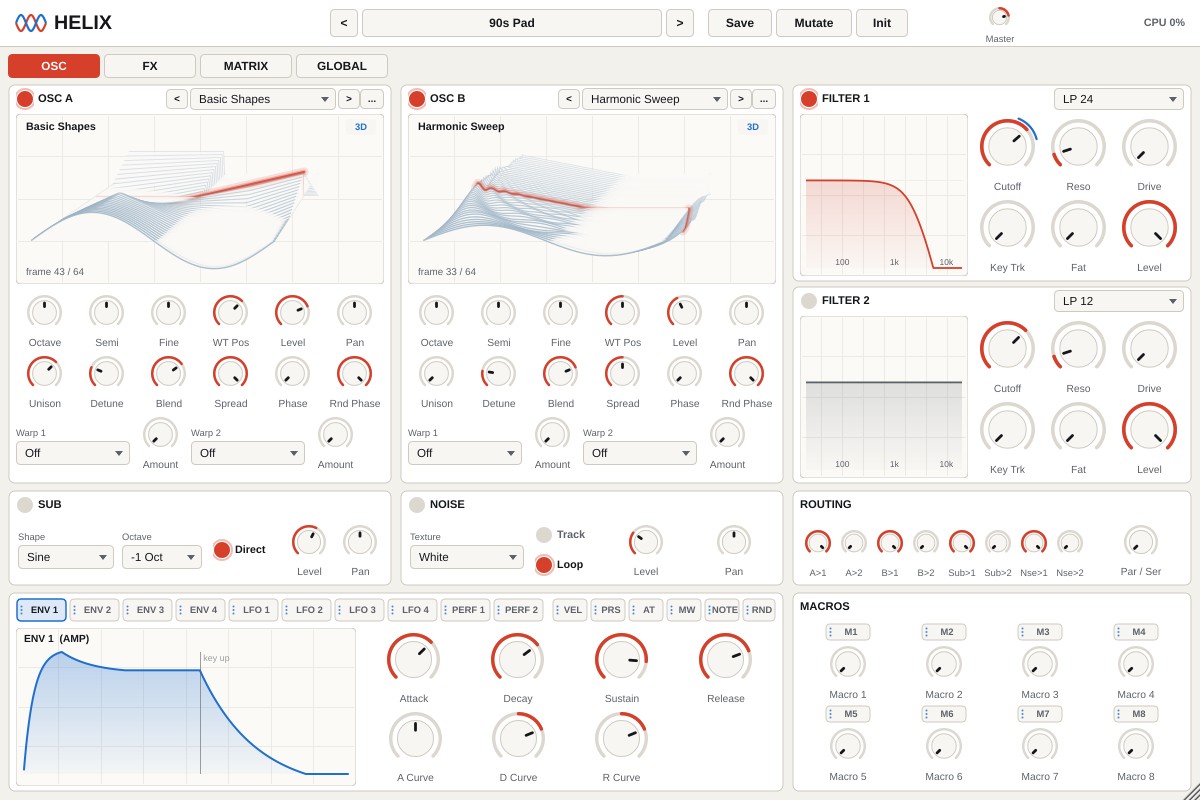 HELIX
< 90s Pad > Save Mutate Init
Master
CPU 0%
OSC FX MATRIX GLOBAL
OSC A < Basic Shapes > ...
Basic Shapes 3D
frame 43 / 64
Octave Semi Fine WT Pos Level Pan
Unison Detune Blend Spread Phase Rnd Phase
Warp 1 Warp 2
Off Amount Off Amount
OSC B < Harmonic Sweep > ...
Harmonic Sweep 3D
frame 33 / 64
Octave Semi Fine WT Pos Level Pan
Unison Detune Blend Spread Phase Rnd Phase
Warp 1 Warp 2
Off Amount Off Amount
FILTER 1 LP 24
100 1k 10k
Cutoff Reso Drive
Key Trk Fat Level
FILTER 2 LP 12
100 1k 10k
Cutoff Reso Drive
Key Trk Fat Level
SUB
Shape Octave
Sine -1 Oct Direct
Level Pan
NOISE
Texture Track
White Loop
Level Pan
ROUTING
A>1 A>2 B>1 B>2 Sub>1 Sub>2 Nse>1 Nse>2 Par / Ser
ENV 1 ENV 2 ENV 3 ENV 4 LFO 1 LFO 2 LFO 3 LFO 4 PERF 1 PERF 2 VEL PRS AT MW NOTE RND
ENV 1 (AMP)
key up
Attack Decay Sustain Release
A Curve D Curve R Curve
MACROS
M1 M2 M3 M4
Macro 1 Macro 2 Macro 3 Macro 4
M5 M6 M7 M8
Macro 5 Macro 6 Macro 7 Macro 8